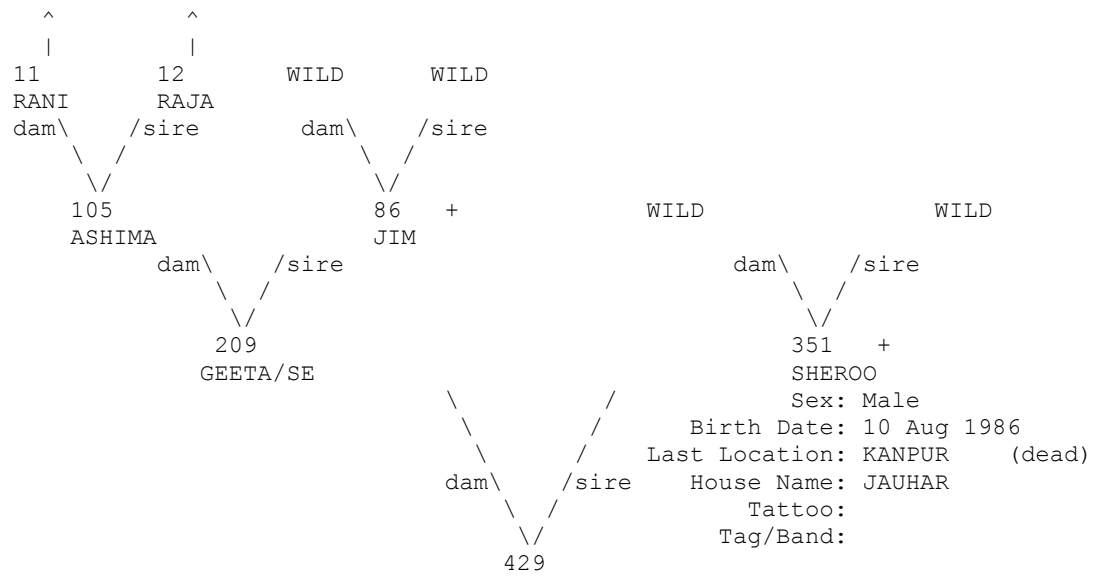 ^ ^
| |
11 12 WILD WILD
RANI RAJA
dam\ /sire dam\ /sire
\ / \ /
\/ \/
105 86 + WILD WILD
ASHIMA JIM
dam\ /sire dam\ /sire
\ / \ /
\/ \/
209 351 +
GEETA/SE SHEROO
\ / Sex: Male
\ / Birth Date: 10 Aug 1986
\ / Last Location: KANPUR (dead)
dam\ /sire House Name: JAUHAR
\ / Tattoo:
\/ Tag/Band:
429